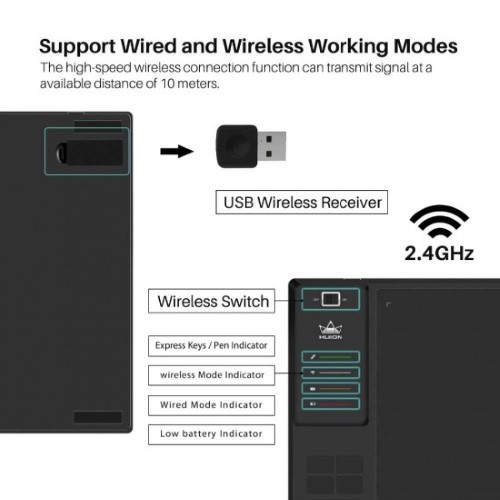 Support Wired and Wireless Working Modes
The high-speed wireless connection function can transmit signal at a
available distance of 10 meters.
USB Wireless Receiver
2.4GHz
Wireless Switch
HUION
Express Keys / Pen Indicator
wireless Mode Indicator
Wired Mode Indicator
Low battery Indicator